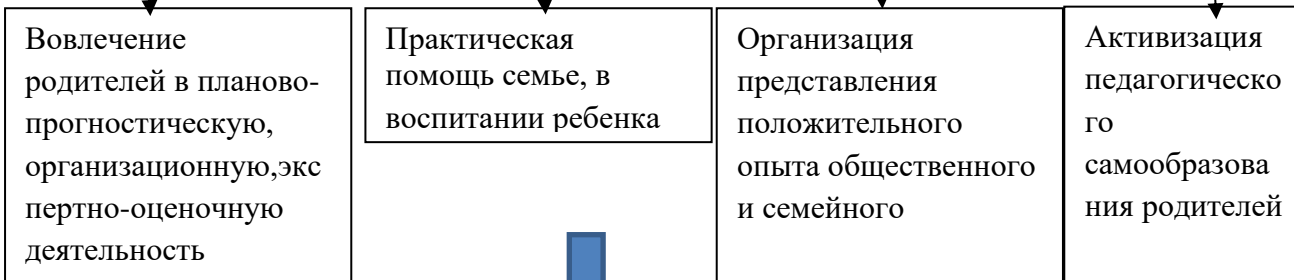 Вовлечение
родителей в планово-
прогностическую,
организационную,экс
пертно-оценочную
деятельность
Практическая
помощь семье, в
воспитании ребенка
Организация
представления
положительного
опыта общественного
и семейного
Активизация
педагогическо
го
самообразова
ния родителей